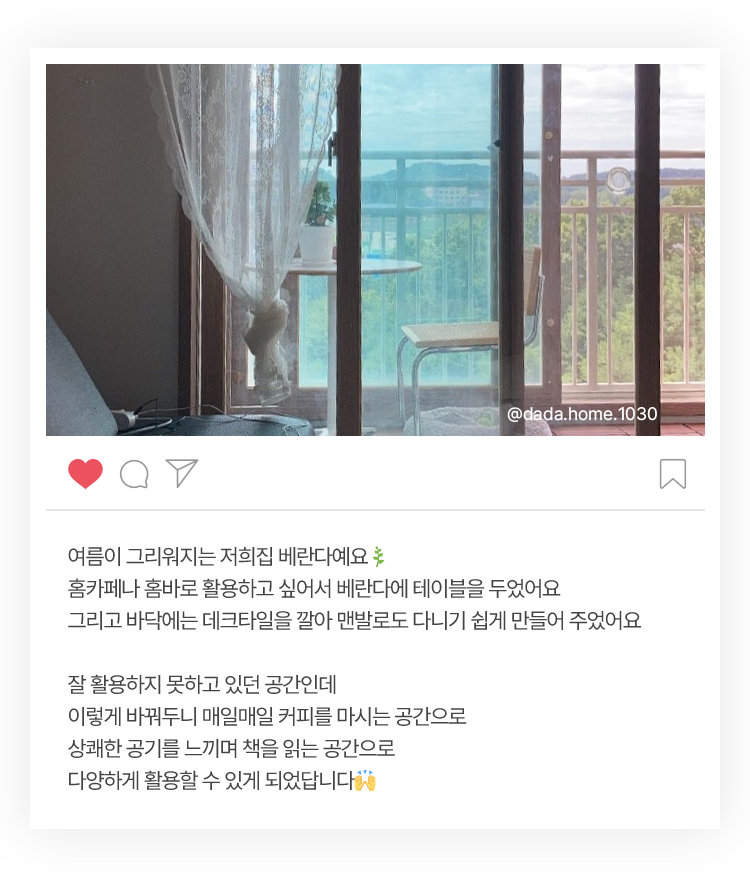 @dada.home.1030
여름이 그리워지는 저희집 베란다예요🌿
홈카페나 홈바로 활용하고 싶어서 베란다에 테이블을 두었어요
그리고 바닥에는 데크타일을 깔아 맨발로도 다니기 쉽게 만들어 주었어요
잘 활용하지 못하고 있던 공간인데
이렇게 바꿔두니 매일매일 커피를 마시는 공간으로
상쾌한 공기를 느끼며 책을 읽는 공간으로
다양하게 활용할 수 있게 되었답니다🙌